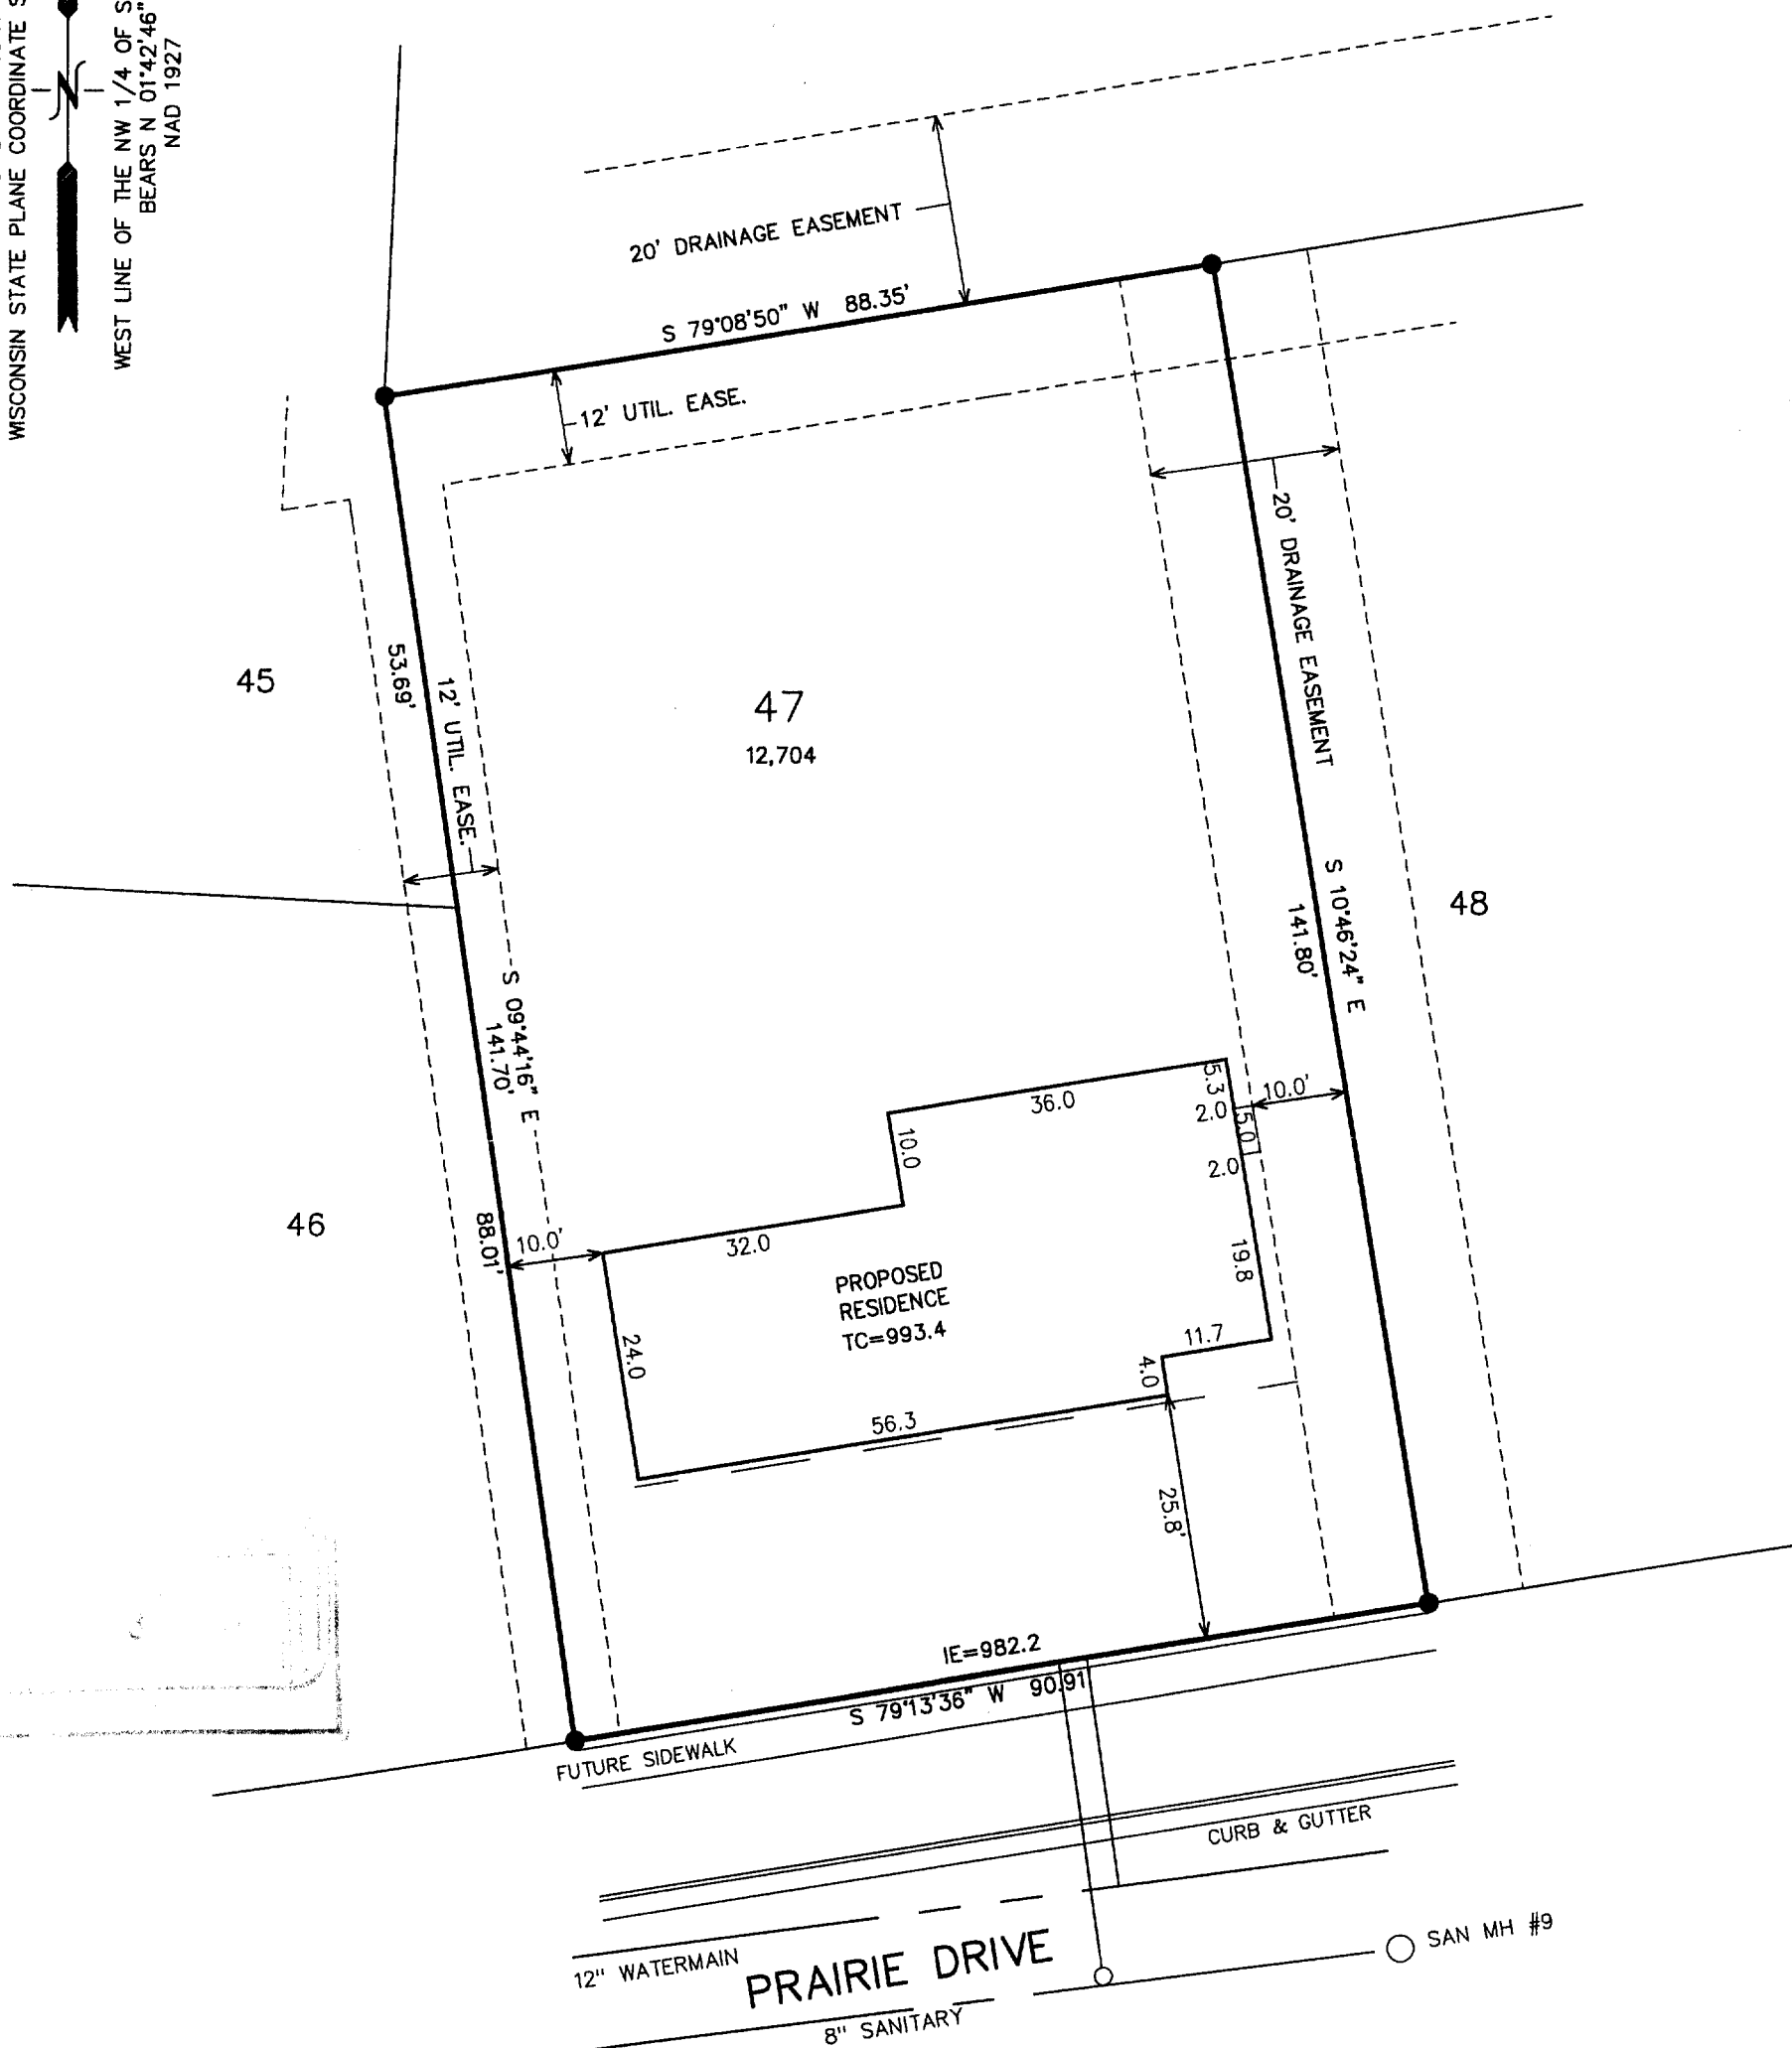 WISCONSIN STATE PLANE COORDINATE S
N
WEST LINE OF THE NW 1/4 OF S
BEARS N 01°42'46"
NAD 1927
20' DRAINAGE EASEMENT
S 79°08'50" W 88.35'
12' UTIL. EASE.
20' DRAINAGE EASEMENT
45
53.69'
12' UTIL. EASE.
47
12,704
S 10°46'24" E
141.80'
48
S 09°44'16" E
141.70'
46
88.01'
10.0'
32.0
10.0
36.0
5.3
2.0
5.0
2.0
10.0'
19.8
11.7
4.0
PROPOSED
RESIDENCE
TC=993.4
24.0
56.3
25.8'
IE=982.2
S 79°13'36" W 90.91
FUTURE SIDEWALK
CURB & GUTTER
12" WATERMAIN
PRAIRIE DRIVE
SAN MH #9
8" SANITARY